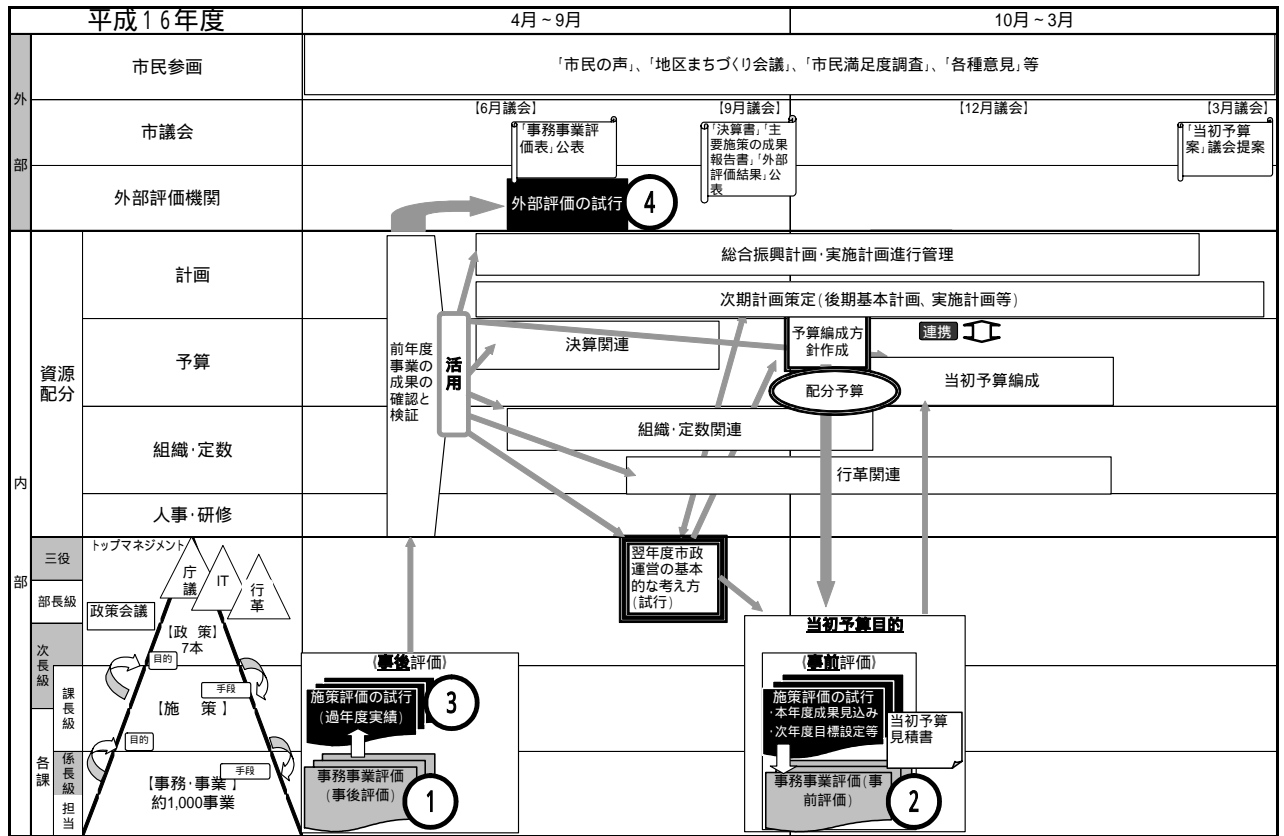 平成16年度
4月~9月
10月~3月
外部
市民参画
「市民の声」、「地区まちづくり会議」、「市民満足度調査」、「各種意見」等
市議会
【6月議会】
【9月議会】
【12月議会】
【3月議会】
「事務事業評
価表」公表
「決算書」「主
要施策の成果
報告書」「外部
評価結果」公
表
「当初予算
案」議会提案
外部評価機関
外部評価の試行
4
内部
資源
配分
計画
総合振興計画・実施計画進行管理
次期計画策定(後期基本計画、実施計画等)
予算
前年度
事業の
成果の
確認と
検証
活用
決算関連
予算編成方
針作成
連携
配分予算
当初予算編成
組織・定数
組織・定数関連
行革関連
人事・研修
三役
部長級
次長級
課長級
各課
係長級
担当
トップマネジメント
庁議
IT
行革
政策会議
【政 策】
7本
目的
手段
【施 策】
目的
手段
【事務・事業】
約1,000事業
翌年度市政
運営の基本
的な考え方
(試行)
(事後評価)
施策評価の試行
(過年度実績)
3
事務事業評価
(事後評価)
1
当初予算目的
(事前評価)
施策評価の試行
・本年度成果見込み
・次年度目標設定等
当初予算
見積書
事務事業評価(事
前評価)
2